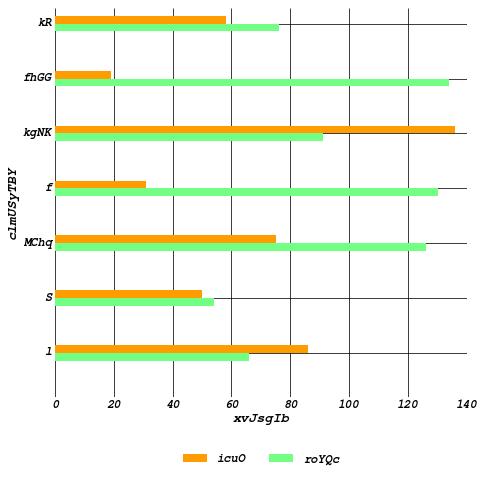 kR
fhGG
kgNK
f
MChq
S
l
clmUSyTBY
0 20 40 60 80 100 120 140
xvJsgIb
icuO roYQc